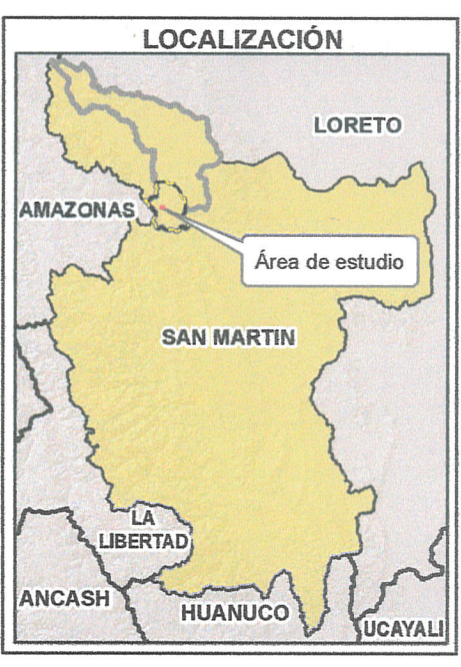 LOCALIZACIÓN
LORETO
AMAZONAS
Área de estudio
SAN MARTIN
LA
LIBERTAD
ANCASH
HUANUCO
UCAYALI